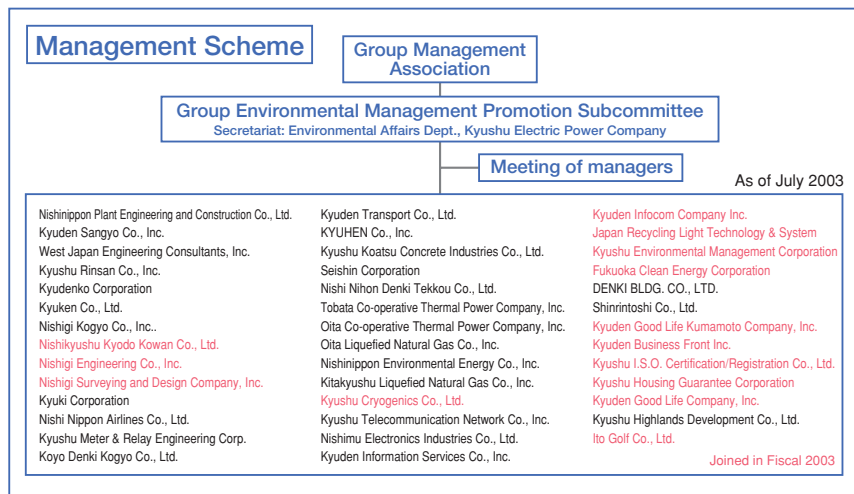 Management Scheme
Group Management
Association
Group Environmental Management Promotion Subcommittee
Secretariat: Environmental Affairs Dept., Kyushu Electric Power Company
Meeting of managers
As of July 2003
Nishinippon Plant Engineering and Construction Co., Ltd.
Kyuden Sangyo Co., Inc.
West Japan Engineering Consultants, Inc.
Kyushu Rinsan Co., Inc.
Kyudenko Corporation
Kyuken Co., Ltd.
Nishigi Kogyo Co., Inc..
Nishikyushu Kyodo Kowan Co., Ltd.
Nishigi Engineering Co., Inc.
Nishigi Surveying and Design Company, Inc.
Kyuki Corporation
Nishi Nippon Airlines Co., Ltd.
Kyushu Meter & Relay Engineering Corp.
Koyo Denki Kogyo Co., Ltd.
Kyuden Transport Co., Ltd.
KYUHEN Co., Inc.
Kyushu Koatsu Concrete Industries Co., Ltd.
Seishin Corporation
Nishi Nihon Denki Tekkou Co., Ltd.
Tobata Co-operative Thermal Power Company, Inc.
Oita Co-operative Thermal Power Company, Inc.
Oita Liquefied Natural Gas Co., Inc.
Nishinippon Environmental Energy Co., Inc.
Kitakyushu Liquefied Natural Gas Co., Inc.
Kyushu Cryogenics Co., Ltd.
Kyushu Telecommunication Network Co., Inc.
Nishimu Electronics Industries Co., Ltd.
Kyuden Information Services Co., Inc.
Kyuden Infocom Company Inc.
Japan Recycling Light Technology & System
Kyushu Environmental Management Corporation
Fukuoka Clean Energy Corporation
DENKI BLDG. CO., LTD.
Shinrintoshi Co., Ltd.
Kyuden Good Life Kumamoto Company, Inc.
Kyuden Business Front Inc.
Kyushu I.S.O. Certification/Registration Co., Ltd.
Kyushu Housing Guarantee Corporation
Kyuden Good Life Company, Inc.
Kyushu Highlands Development Co., Ltd.
Ito Golf Co., Ltd.
Joined in Fiscal 2003